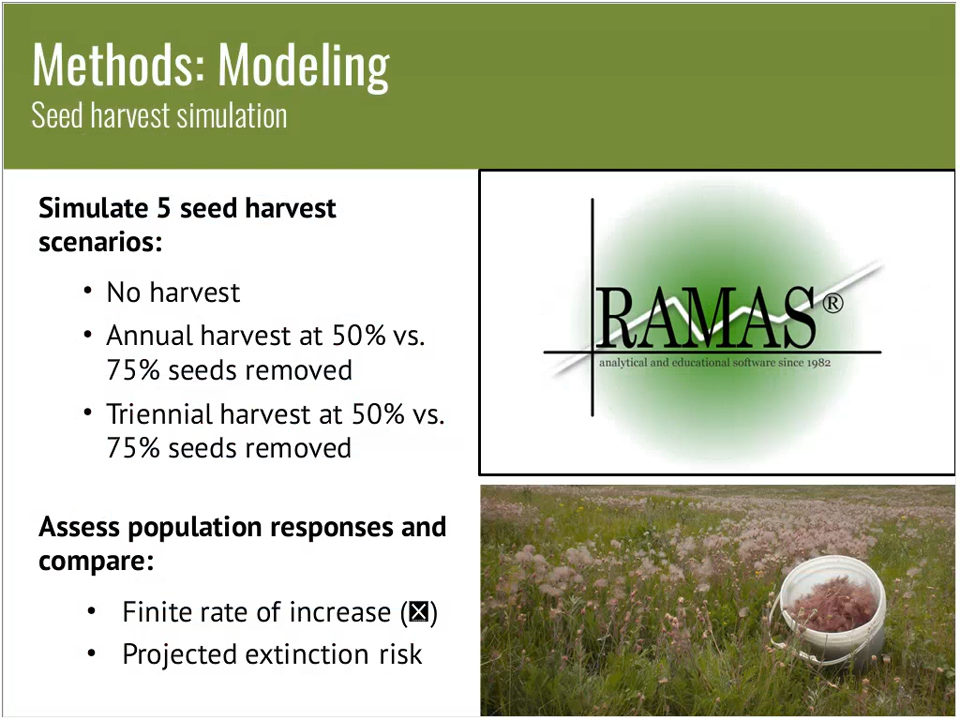 Methods: Modeling
Seed harvest simulation
Simulate 5 seed harvest
scenarios:
• No harvest
• Annual harvest at 50% vs.
75% seeds removed
• Triennial harvest at 50% vs.
75% seeds removed
Assess population responses and
compare:
• Finite rate of increase (☒)
• Projected extinction risk
RAMAS®
analytical and educational software since 1982